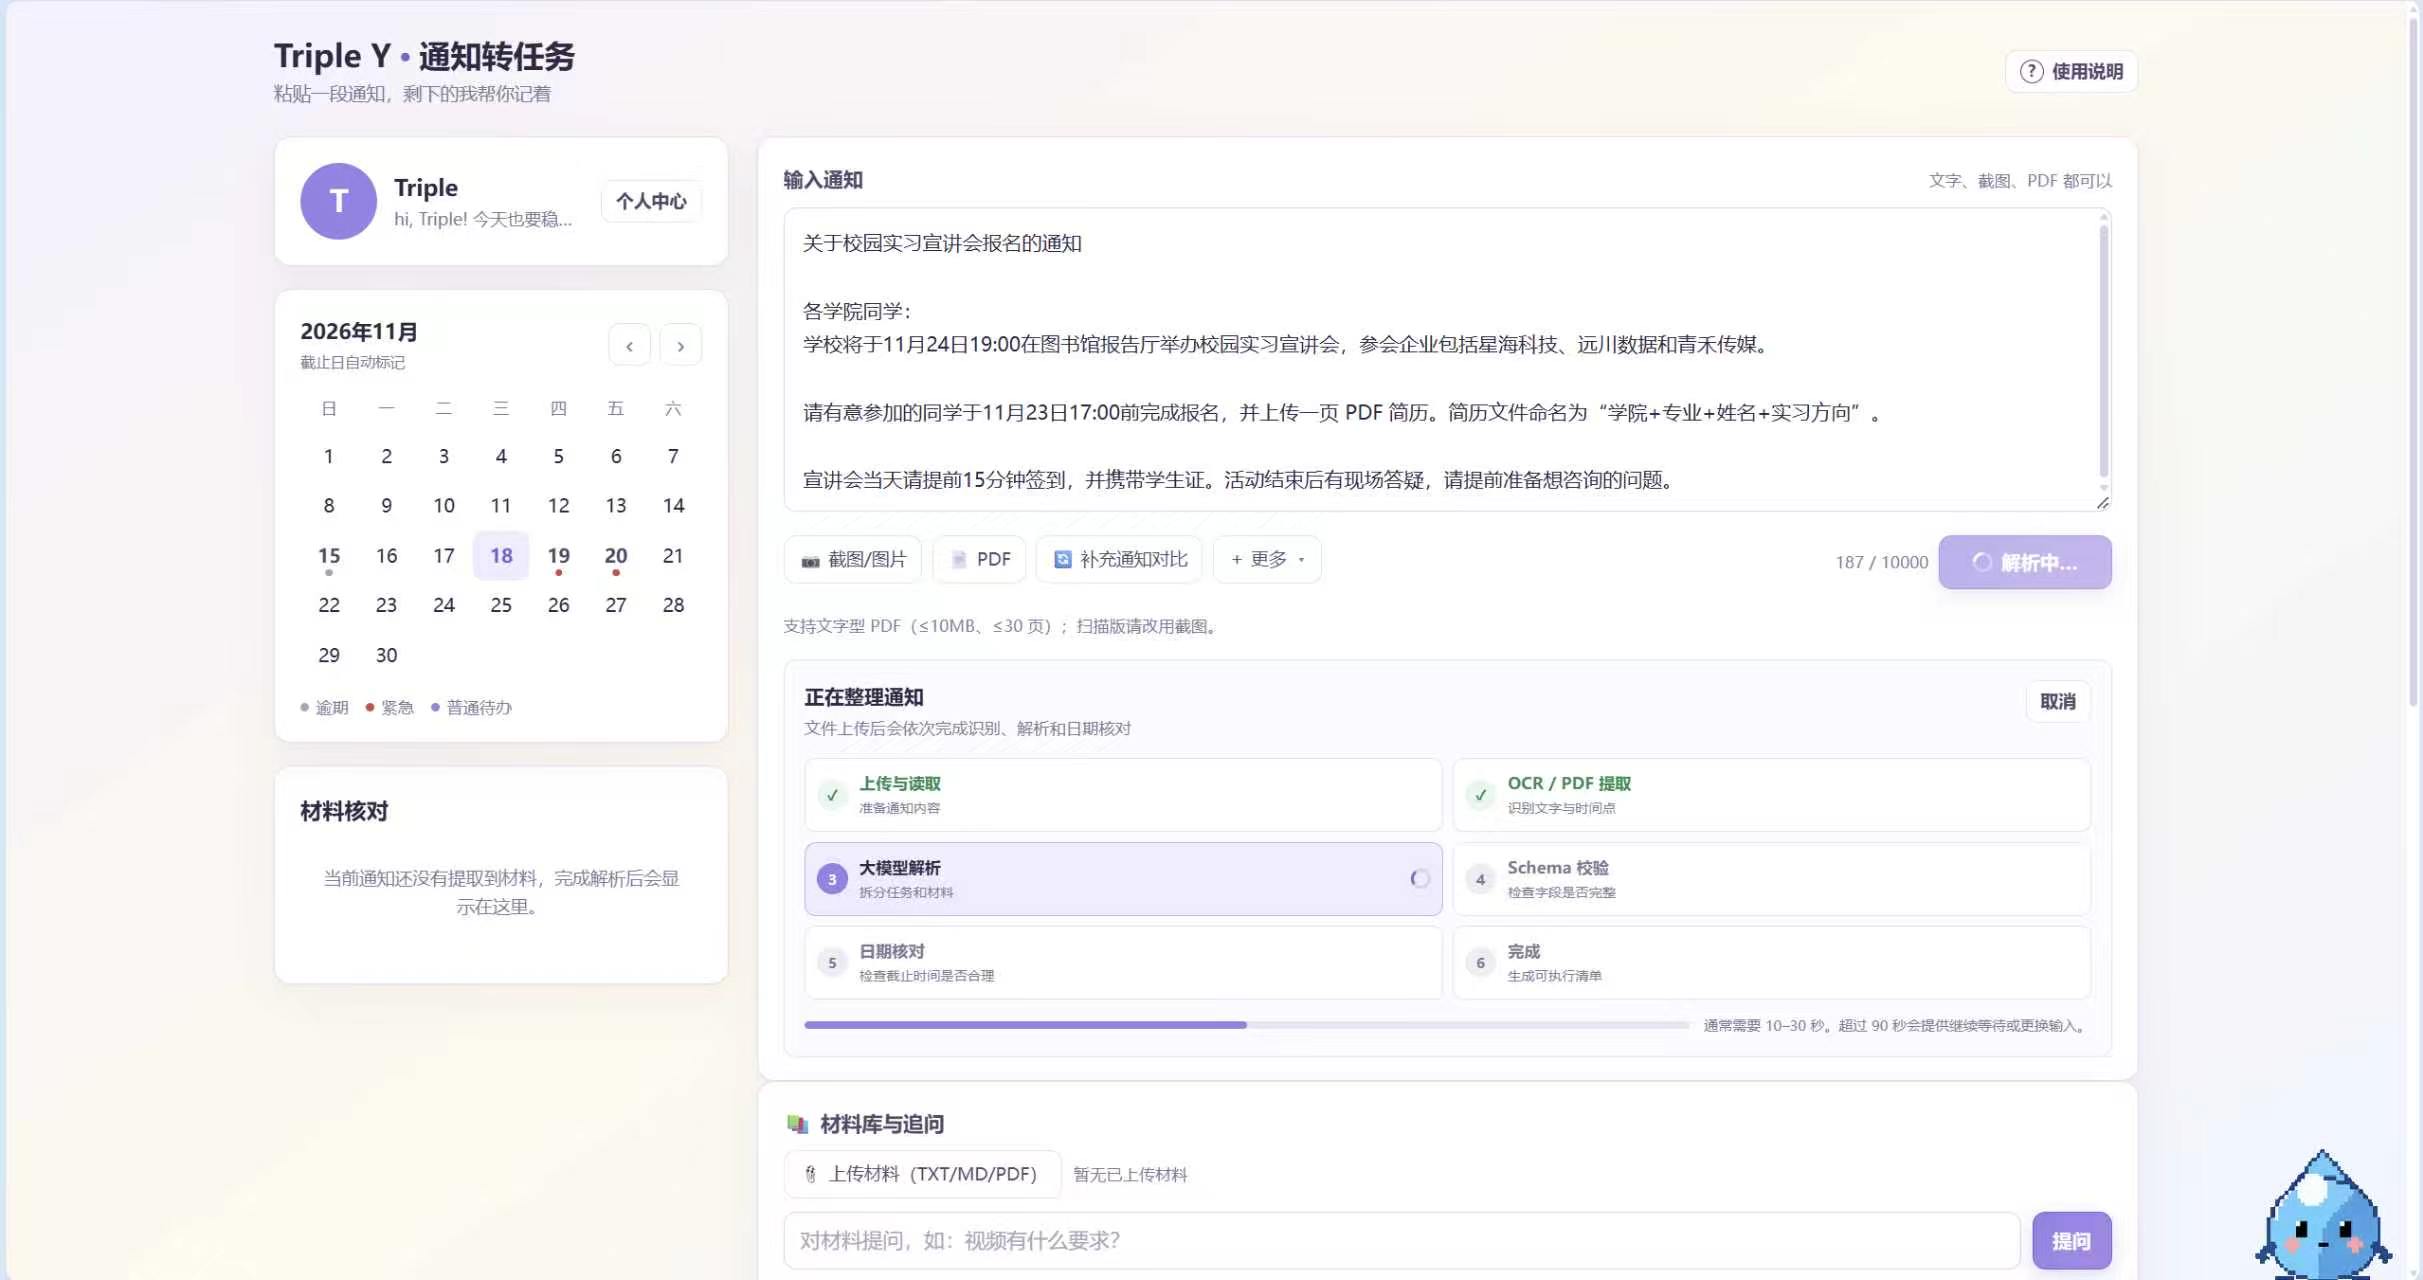 Triple Y • 通知转任务
粘贴一段通知，剩下的我帮你记着
? 使用说明
T
Triple
hi, Triple! 今天也要稳...
个人中心
2026年11月
截止日自动标记
‹ ›
日 一 二 三 四 五 六
1 2 3 4 5 6 7
8 9 10 11 12 13 14
15 16 17 18 19 20 21
22 23 24 25 26 27 28
29 30
逾期 紧急 普通待办
材料核对
当前通知还没有提取到材料，完成解析后会显
示在这里。
输入通知
文字、截图、PDF 都可以
关于校园实习宣讲会报名的通知
各学院同学：
学校将于11月24日19:00在图书馆报告厅举办校园实习宣讲会，参会企业包括星海科技、远川数据和青禾传媒。
请有意参加的同学于11月23日17:00前完成报名，并上传一页 PDF 简历。简历文件命名为“学院+专业+姓名+实习方向”。
宣讲会当天请提前15分钟签到，并携带学生证。活动结束后有现场答疑，请提前准备想咨询的问题。
截图/图片
PDF
补充通知对比
+ 更多
187 / 10000
解析中...
支持文字型 PDF（≤10MB、≤30 页）；扫描版请改用截图。
正在整理通知
文件上传后会依次完成识别、解析和日期核对
取消
✓ 上传与读取
准备通知内容
✓ OCR / PDF 提取
识别文字与时间点
3 大模型解析
拆分任务和材料
4 Schema 校验
检查字段是否完整
5 日期核对
检查截止时间是否合理
6 完成
生成可执行清单
通常需要 10–30 秒。超过 90 秒会提供继续等待或更换输入。
材料库与追问
上传材料（TXT/MD/PDF）
暂无已上传材料
对材料提问，如：视频有什么要求？
提问